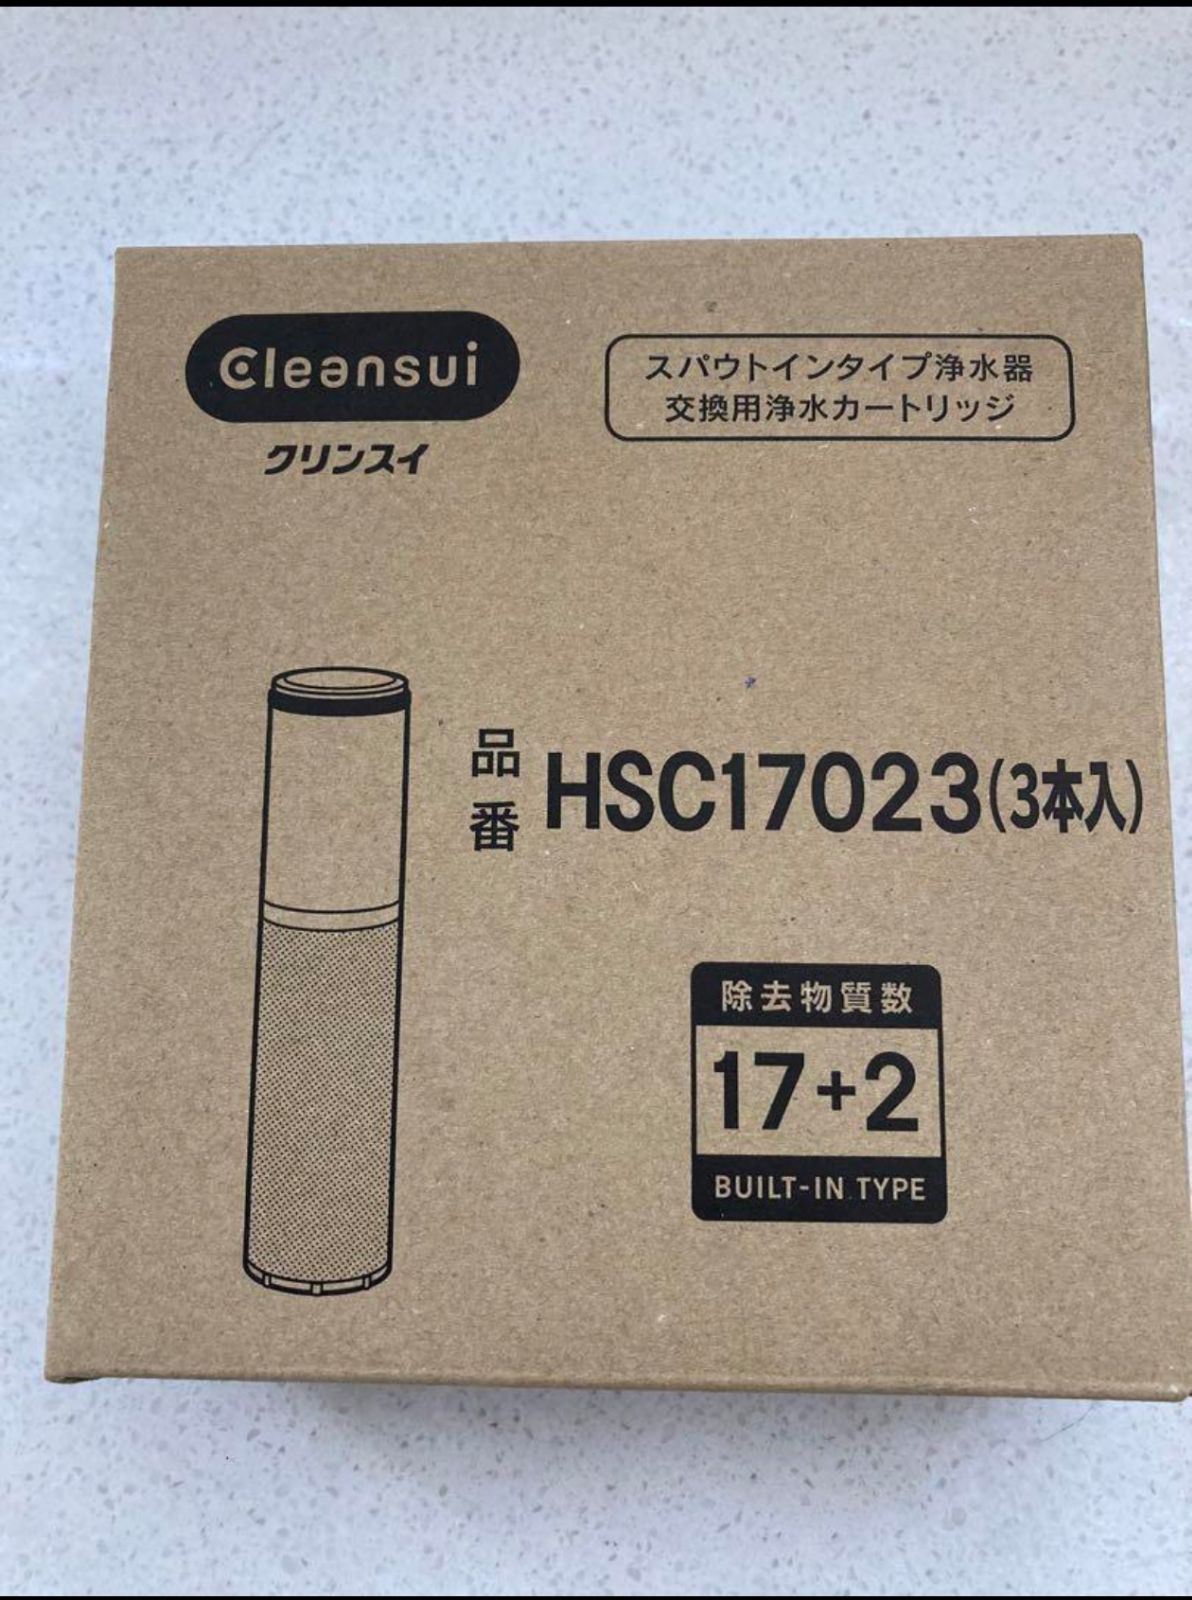 Cleansui
クリンスイ
スパウトインタイプ浄水器
交換用浄水カートリッジ
品番 HSC17023(3本入)
除去物質数
17+2
BUILT-IN TYPE